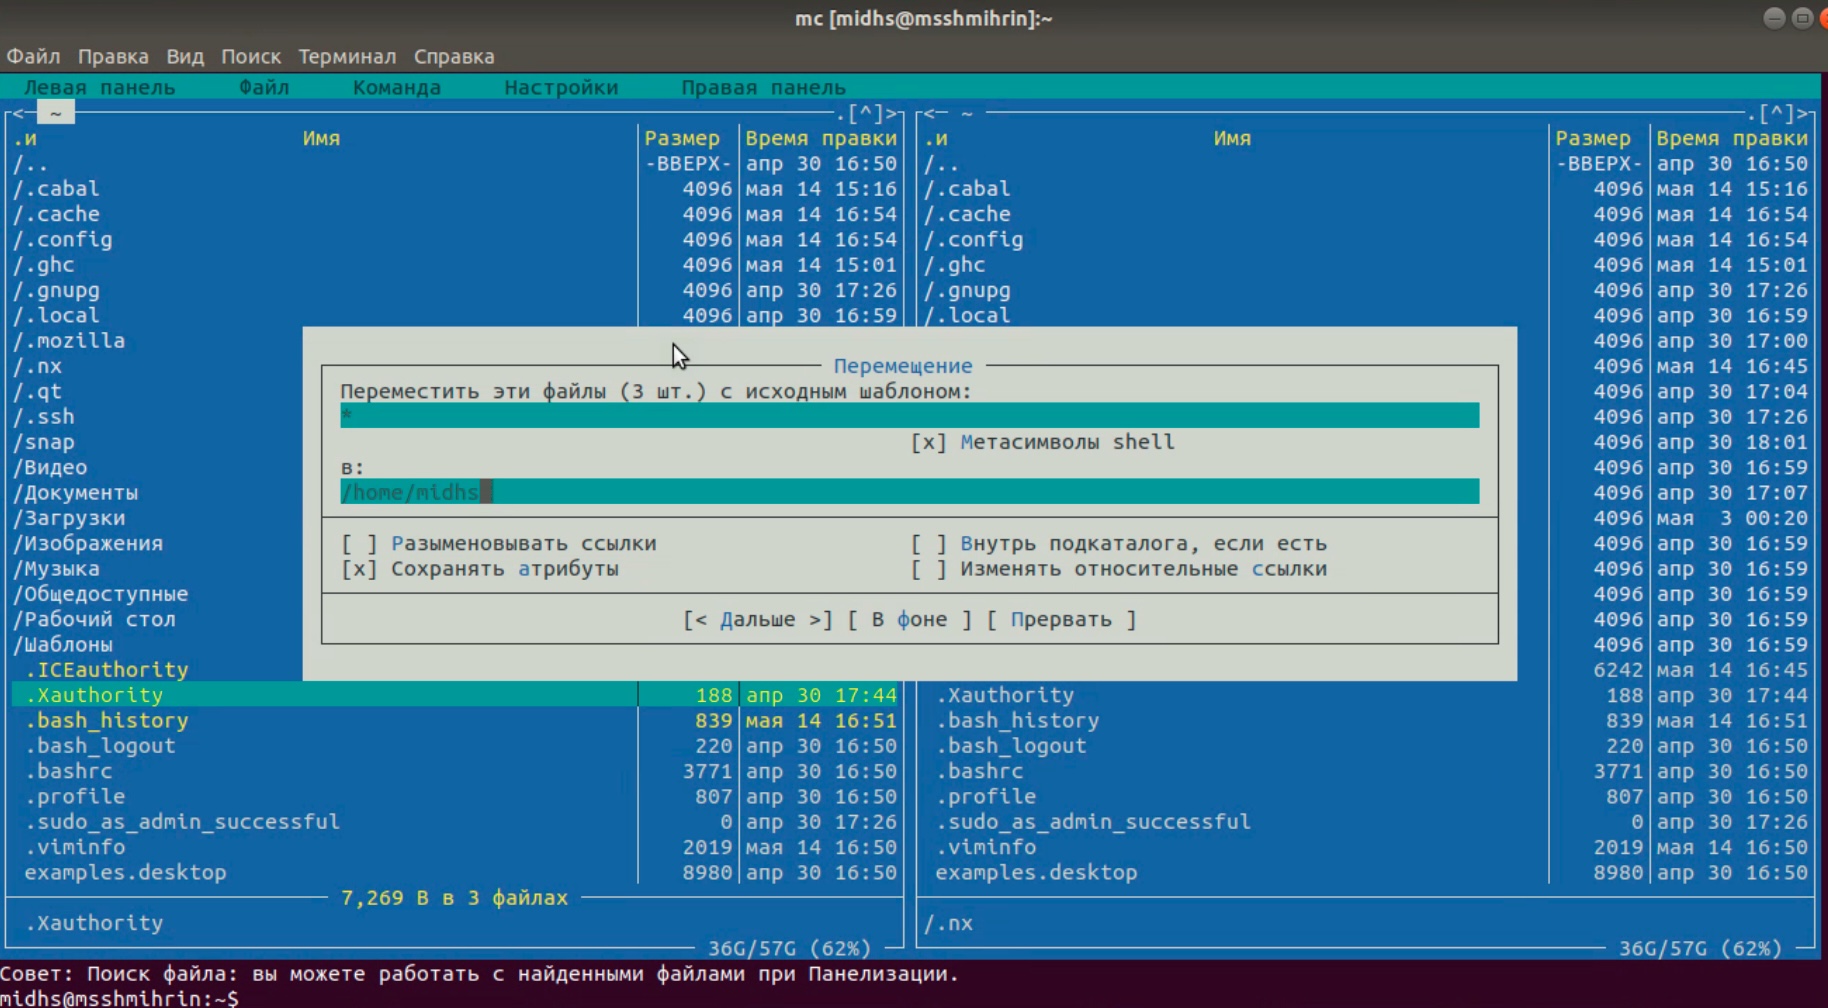 mc [midhs@msshmihrin]:~
Файл Правка Вид Поиск Терминал Справка
Левая панель Файл Команда Настройки Правая панель
<─ ~ .[^]> <─ ~ .[^]>
.и Имя Размер Время правки .и Имя Размер Время правки
/.. -ВВЕРХ- апр 30 16:50 /.. -ВВЕРХ- апр 30 16:50
/.cabal 4096 мая 14 15:16 /.cabal 4096 мая 14 15:16
/.cache 4096 мая 14 16:54 /.cache 4096 мая 14 16:54
/.config 4096 мая 14 16:54 /.config 4096 мая 14 16:54
/.ghc 4096 мая 14 15:01 /.ghc 4096 мая 14 15:01
/.gnupg 4096 апр 30 17:26 /.gnupg 4096 апр 30 17:26
/.local 4096 апр 30 16:59 /.local 4096 апр 30 16:59
/.mozilla 4096 апр 30 17:00
/.nx Перемещение 4096 мая 14 16:45
/.qt Переместить эти файлы (3 шт.) с исходным шаблоном: 4096 апр 30 17:04
/.ssh * 4096 апр 30 17:26
/snap [x] Метасимволы shell 4096 апр 30 18:01
/Видео в: 4096 апр 30 16:59
/Документы /home/midhs 4096 апр 30 17:07
/Загрузки 4096 мая 3 00:20
/Изображения [ ] Разыменовывать ссылки [ ] Внутрь подкаталога, если есть 4096 апр 30 16:59
/Музыка [x] Сохранять атрибуты [ ] Изменять относительные ссылки 4096 апр 30 16:59
/Общедоступные 4096 апр 30 16:59
/Рабочий стол [< Дальше >] [ В фоне ] [ Прервать ] 4096 апр 30 16:59
/Шаблоны 4096 апр 30 16:59
.ICEauthority 6242 мая 14 16:45
.Xauthority 188 апр 30 17:44 .Xauthority 188 апр 30 17:44
.bash_history 839 мая 14 16:51 .bash_history 839 мая 14 16:51
.bash_logout 220 апр 30 16:50 .bash_logout 220 апр 30 16:50
.bashrc 3771 апр 30 16:50 .bashrc 3771 апр 30 16:50
.profile 807 апр 30 16:50 .profile 807 апр 30 16:50
.sudo_as_admin_successful 0 апр 30 17:26 .sudo_as_admin_successful 0 апр 30 17:26
.viminfo 2019 мая 14 16:50 .viminfo 2019 мая 14 16:50
examples.desktop 8980 апр 30 16:50 examples.desktop 8980 апр 30 16:50
7,269 B в 3 файлах
.Xauthority /.nx
36G/57G (62%) 36G/57G (62%)
Совет: Поиск файла: вы можете работать с найденными файлами при Панелизации.
midhs@msshmihrin:~$